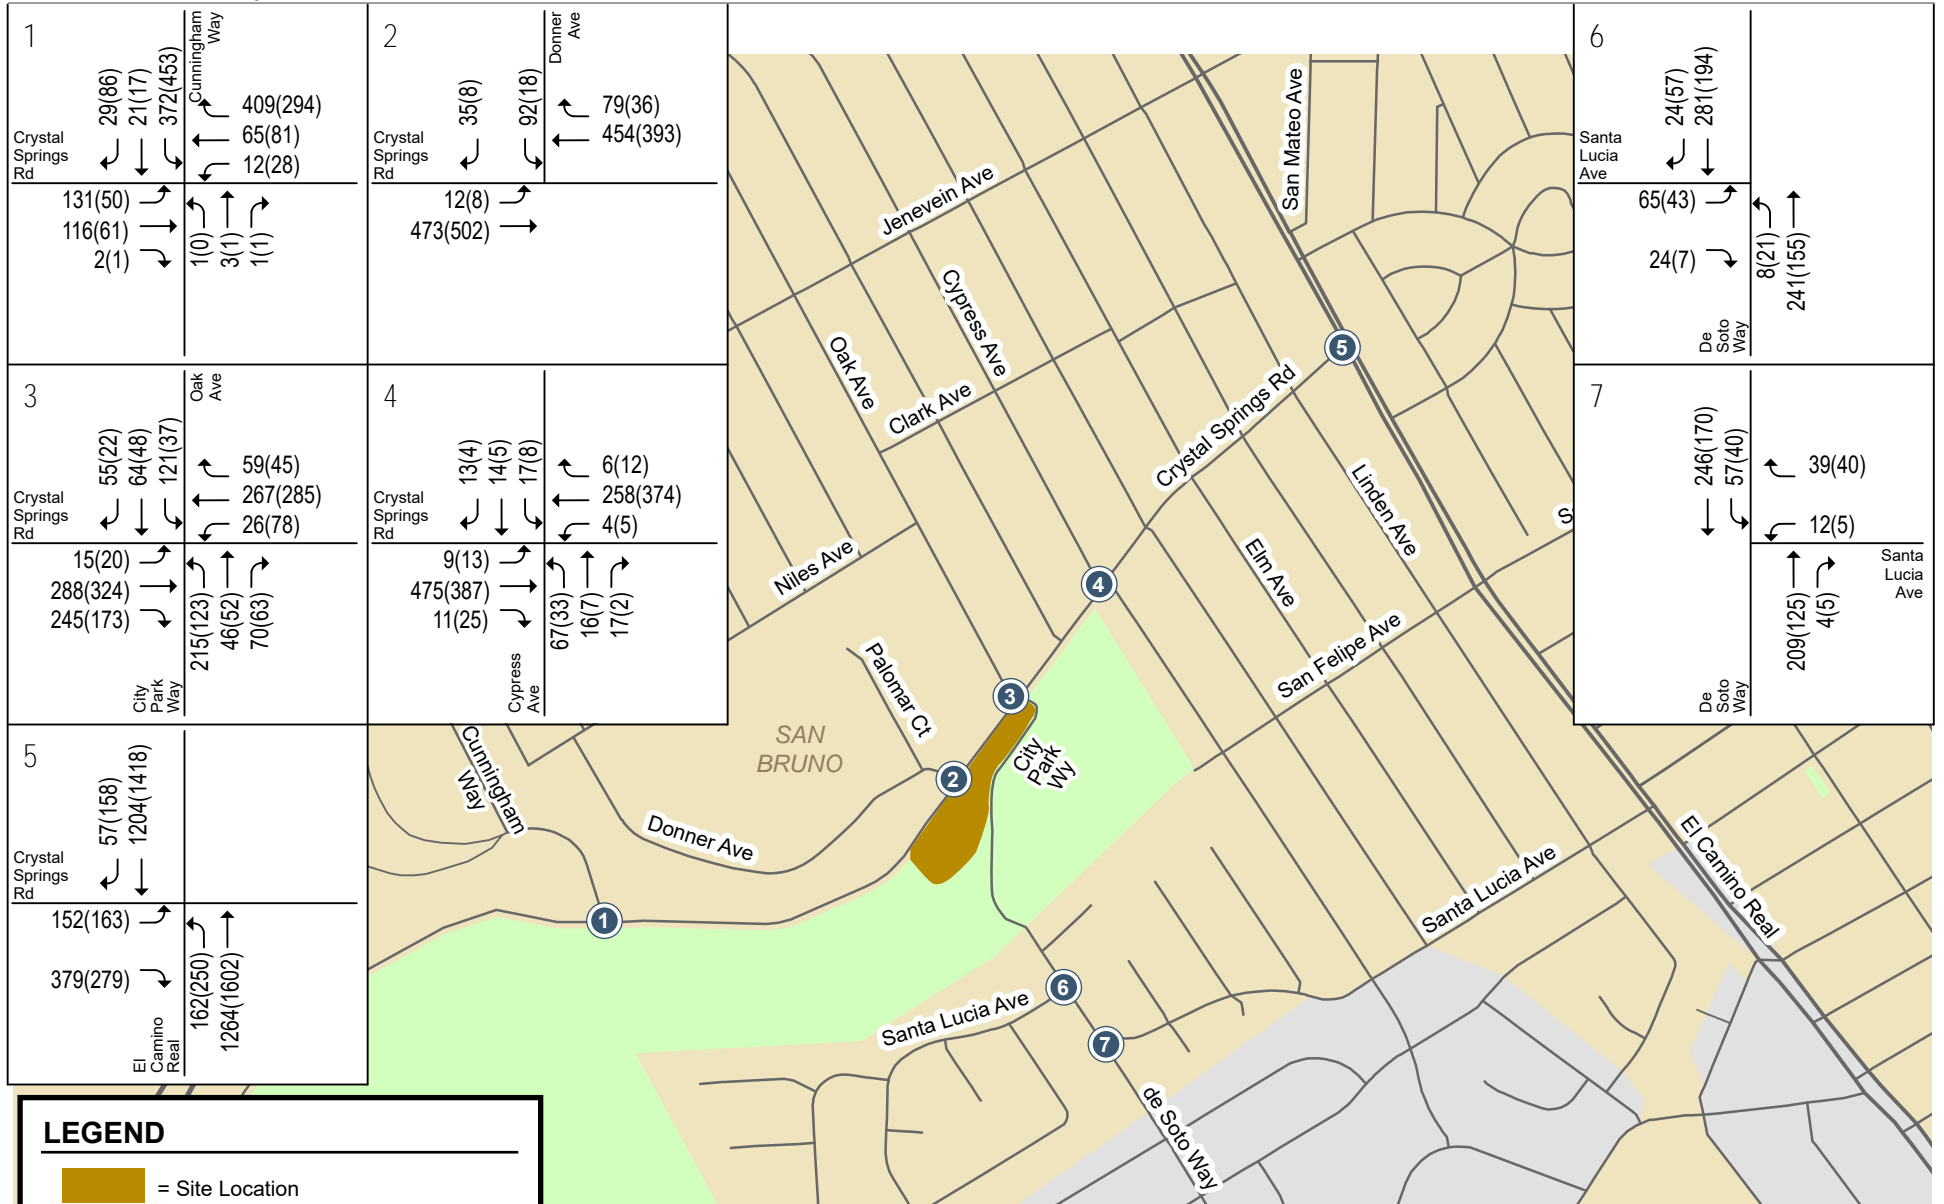 1
Cunningham
Way
29(86)
21(17)
372(453)
409(294)
65(81)
12(28)
Crystal
Springs
Rd
131(50)
116(61)
2(1)
1(0)
3(1)
1(1)
2
Donner
Ave
35(8)
92(18)
79(36)
454(393)
Crystal
Springs
Rd
12(8)
473(502)
3
Oak
Ave
55(22)
64(48)
121(37)
59(45)
267(285)
26(78)
Crystal
Springs
Rd
15(20)
288(324)
245(173)
215(123)
46(52)
70(63)
City
Park
Way
4
13(4)
14(5)
17(8)
6(12)
258(374)
4(5)
Crystal
Springs
Rd
9(13)
475(387)
11(25)
67(33)
16(7)
17(2)
Cypress
Ave
5
57(158)
1204(1418)
Crystal
Springs
Rd
152(163)
379(279)
162(250)
1264(1602)
El
Camino
Real
6
24(57)
281(194)
Santa
Lucia
Ave
65(43)
24(7)
8(21)
241(155)
De
Soto
Way
7
246(170)
57(40)
39(40)
12(5)
Santa
Lucia
Ave
209(125)
4(5)
De
Soto
Way
San Mateo Ave
Jenevein Ave
Cypress Ave
Oak Ave
Clark Ave
5
Crystal Springs Rd
Linden Ave
Niles Ave
4
Elm Ave
San Felipe Ave
Palomar Ct
3
SAN
BRUNO
City
Park
Wy
2
Cunningham
Way
Donner Ave
El Camino Real
1
Santa Lucia Ave
6
Santa Lucia Ave
7
de Soto Way
LEGEND
= Site Location